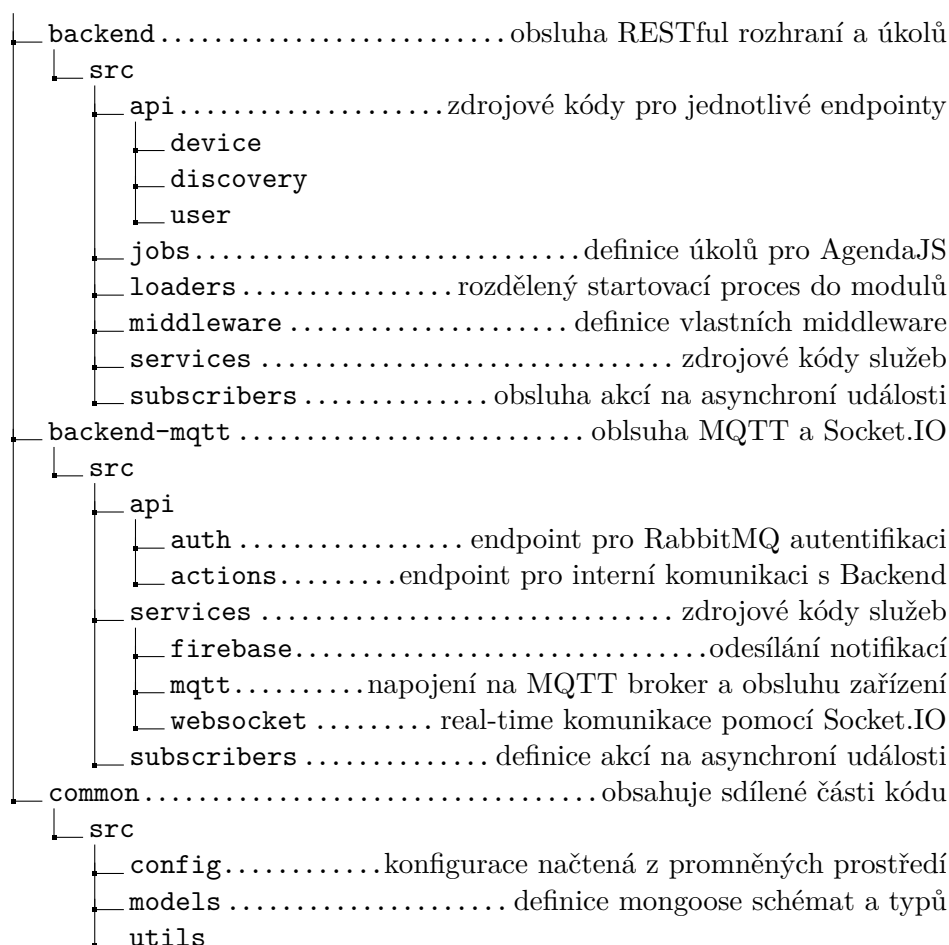 backend..........................obsluha RESTful rozhraní a úkolů
src
api....................zdrojové kódy pro jednotlivé endpointy
device
discovery
user
jobs.............................definice úkolů pro AgendaJS
loaders................rozdělený startovací proces do modulů
middleware.....................definice vlastních middleware
services................................zdrojové kódy služeb
subscribers..............obsluha akcí na asynchroní události
backend-mqtt..........................oblsuha MQTT a Socket.IO
src
api
auth.................endpoint pro RabbitMQ autentifikaci
actions.........endpoint pro interní komunikaci s Backend
services................................zdrojové kódy služeb
firebase...............................odesílání notifikací
mqtt..........napojení na MQTT broker a obsluhu zařízení
websocket.........real-time komunikace pomocí Socket.IO
subscribers..............definice akcí na asynchroní události
common..................................obsahuje sdílené části kódu
src
config............konfigurace načtená z promněných prostředí
models.....................definice mongoose schémat a typů
utils